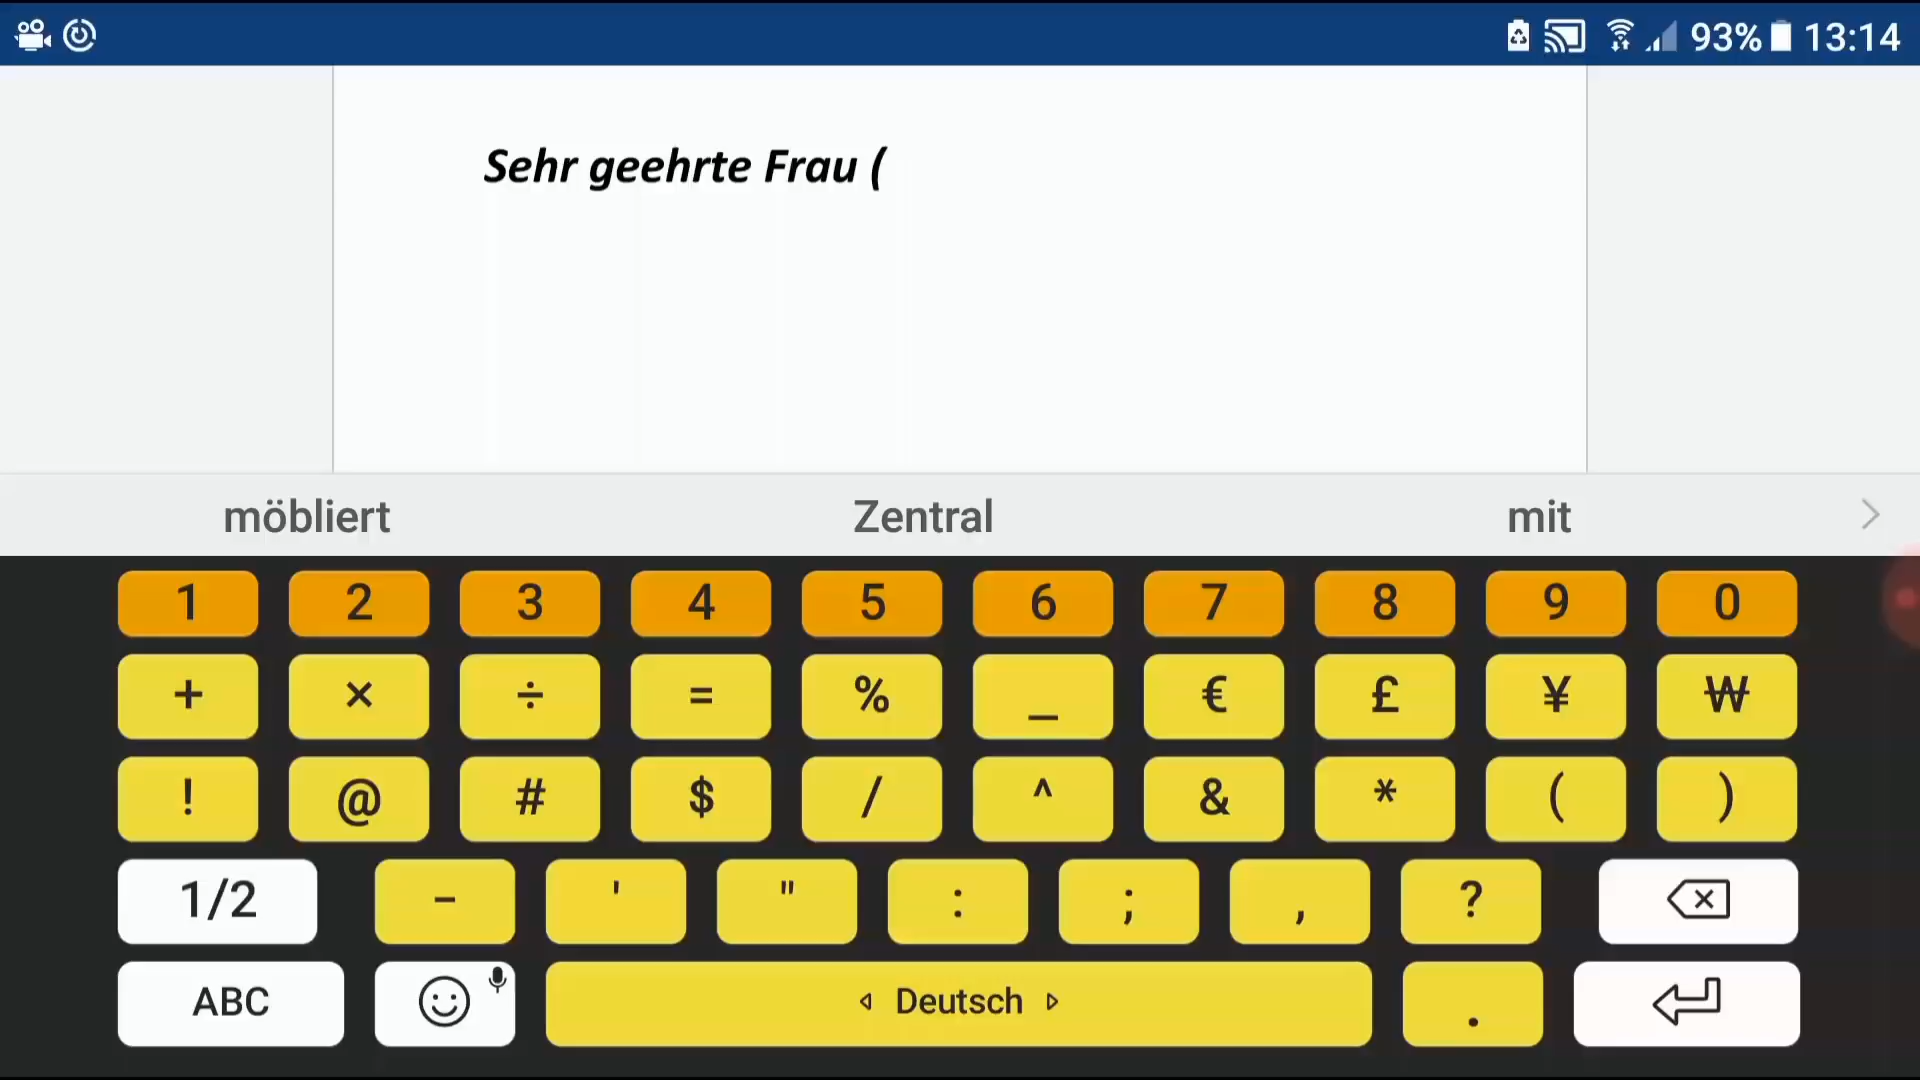 93% 13:14
Sehr geehrte Frau (
möbliert Zentral mit
1 2 3 4 5 6 7 8 9 0
+ × ÷ = % _ € £ ¥ ₩
! @ # $ / ^ & * ( )
1/2 - ' " : ; , ?
ABC Deutsch .